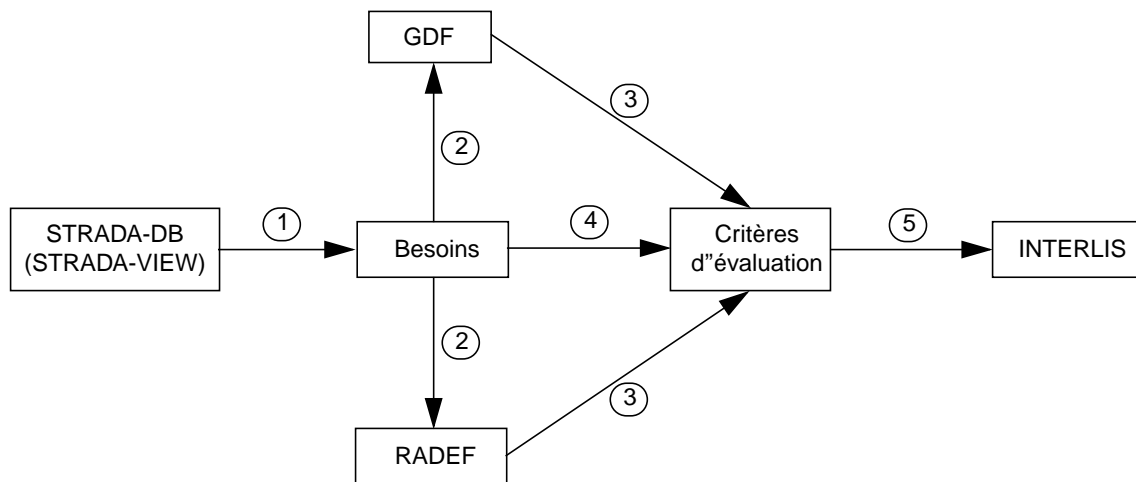 GDF
3
2
STRADA-DB
(STRADA-VIEW)
1
Besoins
4
Critères
d"évaluation
5
INTERLIS
2
3
RADEF